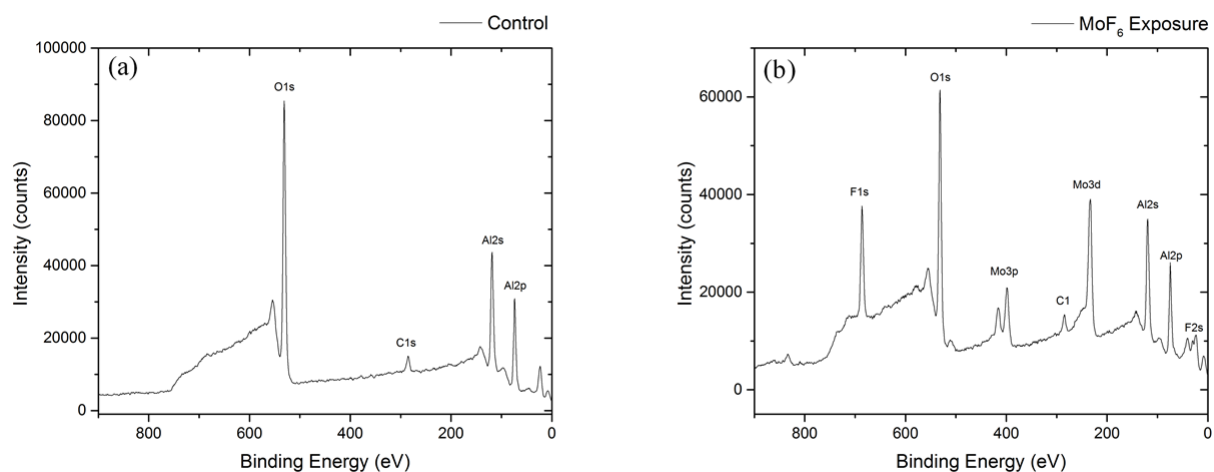 Control
(a)
100000
80000
60000
40000
20000
0
Intensity (counts)
O1s
C1s
Al2s
Al2p
800
600
400
200
0
Binding Energy (eV)
MoF₆ Exposure
(b)
60000
40000
20000
0
Intensity (counts)
F1s
O1s
Mo3p
C1
Mo3d
Al2s
Al2p
F2s
800
600
400
200
0
Binding Energy (eV)